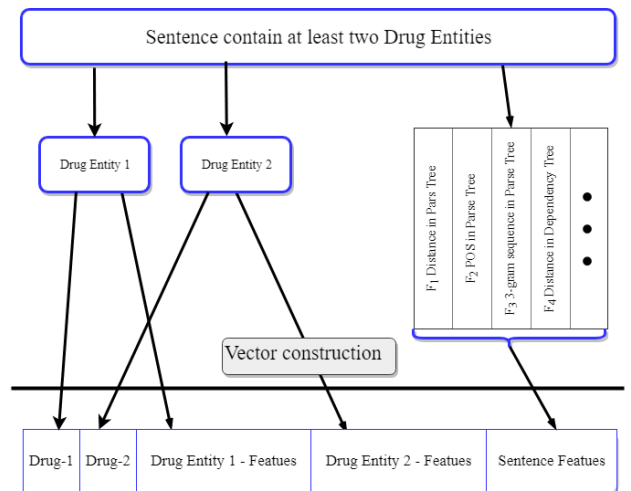 Sentence contain at least two Drug Entities
Drug Entity 1
Drug Entity 2
F1 Distance in Pars Tree
F2 POS in Parse Tree
F3 3-gram sequence in Parse Tree
F4 Distance in Dependency Tree
Vector construction
Drug-1
Drug-2
Drug Entity 1 - Featues
Drug Entity 2 - Featues
Sentence Featues